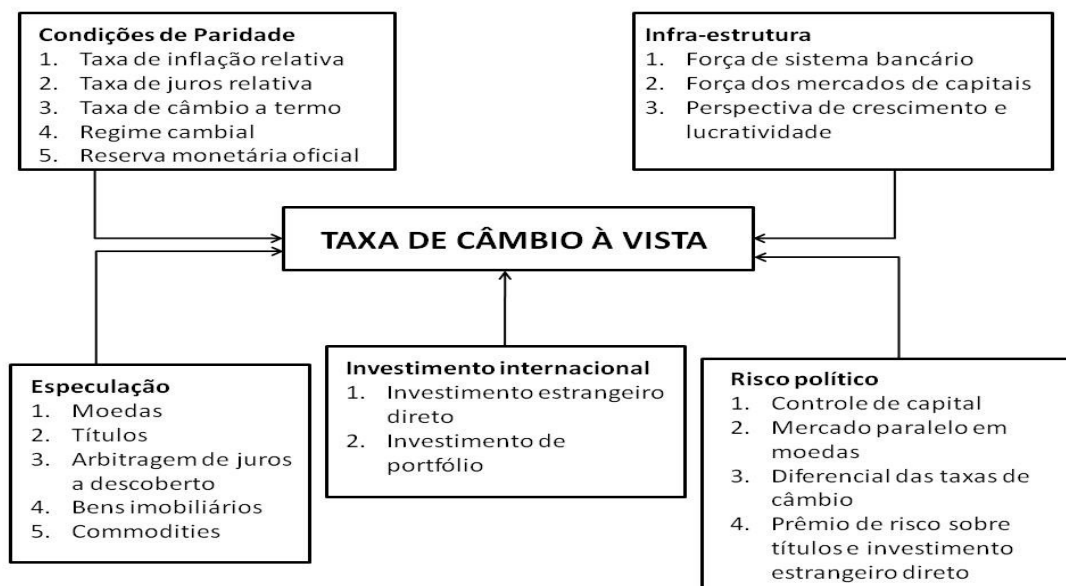 Condições de Paridade
1. Taxa de inflação relativa
2. Taxa de juros relativa
3. Taxa de câmbio a termo
4. Regime cambial
5. Reserva monetária oficial
Infra-estrutura
1. Força de sistema bancário
2. Força dos mercados de capitais
3. Perspectiva de crescimento e
lucratividade
TAXA DE CÂMBIO À VISTA
Especulação
1. Moedas
2. Títulos
3. Arbitragem de juros
a descoberto
4. Bens imobiliários
5. Commodities
Investimento internacional
1. Investimento estrangeiro
direto
2. Investimento de
portfólio
Risco político
1. Controle de capital
2. Mercado paralelo em
moedas
3. Diferencial das taxas de
câmbio
4. Prêmio de risco sobre
títulos e investimento
estrangeiro direto